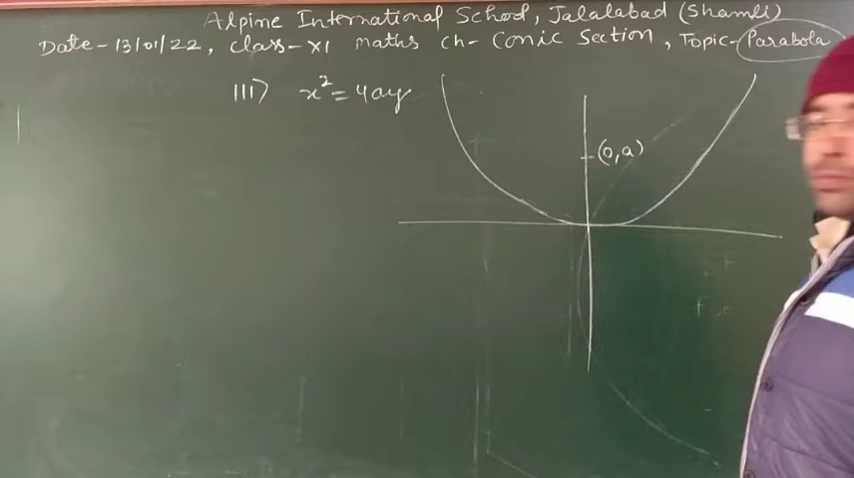 Alpine International School, Jalalabad (Shamli)
Date-13/01/22, class-XI maths ch- Conic Section, Topic-Parabola
III) x²=4ay
(0,a)